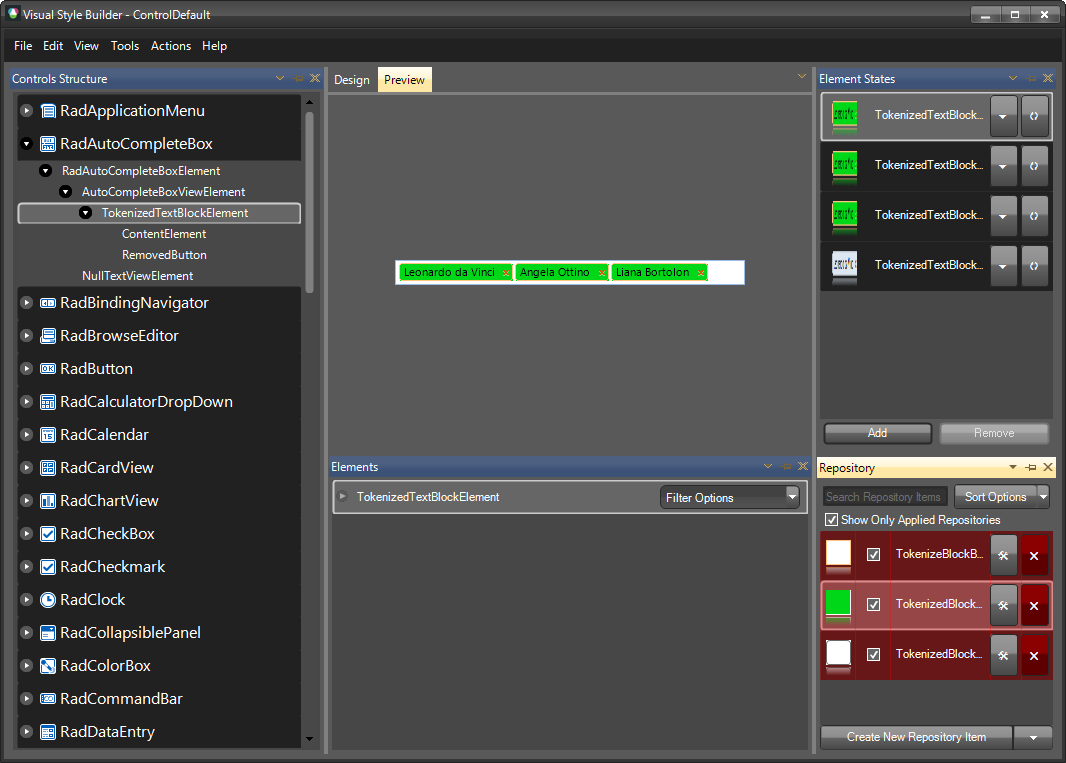 Visual Style Builder - ControlDefault
File Edit View Tools Actions Help
Controls Structure
RadApplicationMenu
RadAutoCompleteBox
RadAutoCompleteBoxElement
AutoCompleteBoxViewElement
TokenizedTextBlockElement
ContentElement
RemovedButton
NullTextViewElement
RadBindingNavigator
RadBrowseEditor
RadButton
RadCalculatorDropDown
RadCalendar
RadCardView
RadChartView
RadCheckBox
RadCheckmark
RadClock
RadCollapsiblePanel
RadColorBox
RadCommandBar
RadDataEntry
Design Preview
Leonardo da Vinci Angela Ottino Liana Bortolon
Elements
TokenizedTextBlockElement Filter Options
Element States
TokenizedTextBlock...
TokenizedTextBlock...
TokenizedTextBlock...
TokenizedTextBlock...
Add Remove
Repository
Search Repository Items Sort Options
Show Only Applied Repositories
TokenizeBlockB...
TokenizedBlock...
TokenizedBlock...
Create New Repository Item